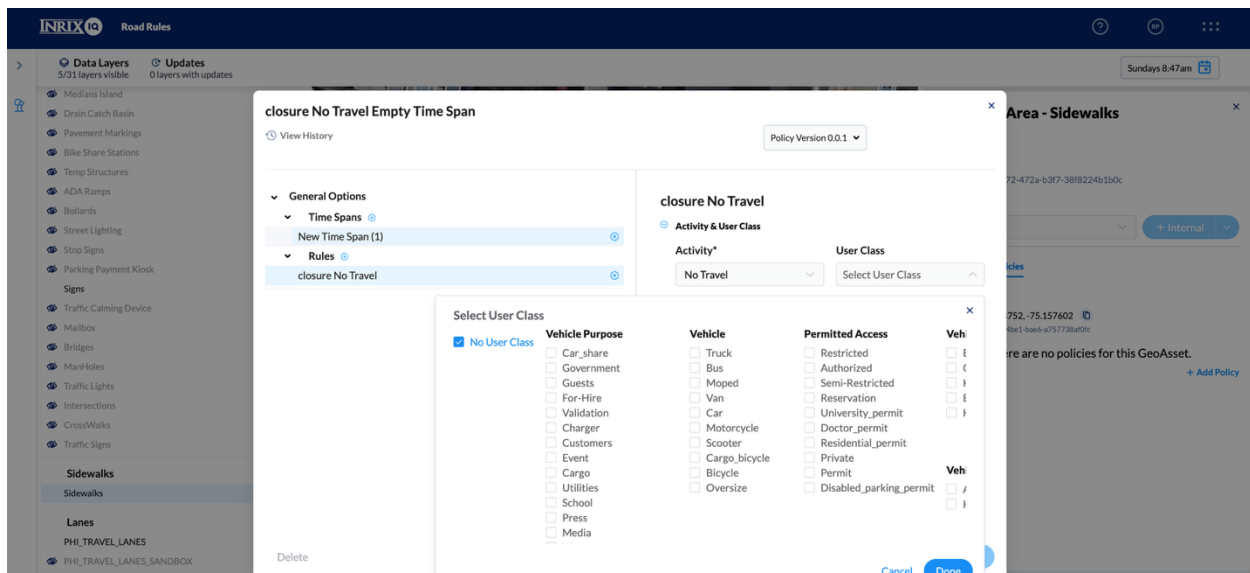 INRIX IQ Road Rules
RP
Data Layers Updates
5/31 layers visible 0 layers with updates
Sundays 8:47am
Medians Island
Drain Catch Basin
Pavement Markings
Bike Share Stations
Temp Structures
ADA Ramps
Bollards
Street Lighting
Stop Signs
Parking Payment Kiosk
Signs
Traffic Calming Device
Mailbox
Bridges
ManHoles
Traffic Lights
Intersections
CrossWalks
Traffic Signs
Sidewalks
Sidewalks
Lanes
PHI_TRAVEL_LANES
PHI_TRAVEL_LANES_SANDBOX
closure No Travel Empty Time Span
View History
Policy Version 0.0.1
General Options
Time Spans
New Time Span (1)
Rules
closure No Travel
closure No Travel
Activity & User Class
Activity* User Class
No Travel Select User Class
Select User Class
No User Class
Vehicle Purpose
Car_share
Government
Guests
For-Hire
Validation
Charger
Customers
Event
Cargo
Utilities
School
Press
Media
Vehicle
Truck
Bus
Moped
Van
Car
Motorcycle
Scooter
Cargo_bicycle
Bicycle
Oversize
Permitted Access
Restricted
Authorized
Semi-Restricted
Reservation
University_permit
Doctor_permit
Residential_permit
Private
Permit
Disabled_parking_permit
Vehi
Vehi
Delete
Cancel Done
Area - Sidewalks
72-472a-b3f7-38f8224b1b0c
+ Internal
icies
752, -75.157602
4be1-bae6-a757738af0fc
re are no policies for this GeoAsset.
+ Add Policy